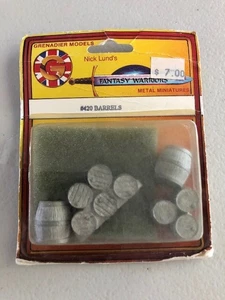 GRENADIER MODELS
Nick Lund's
FANTASY WARRIORS
$ 7.00
METAL MINIATURES
#420 BARRELS